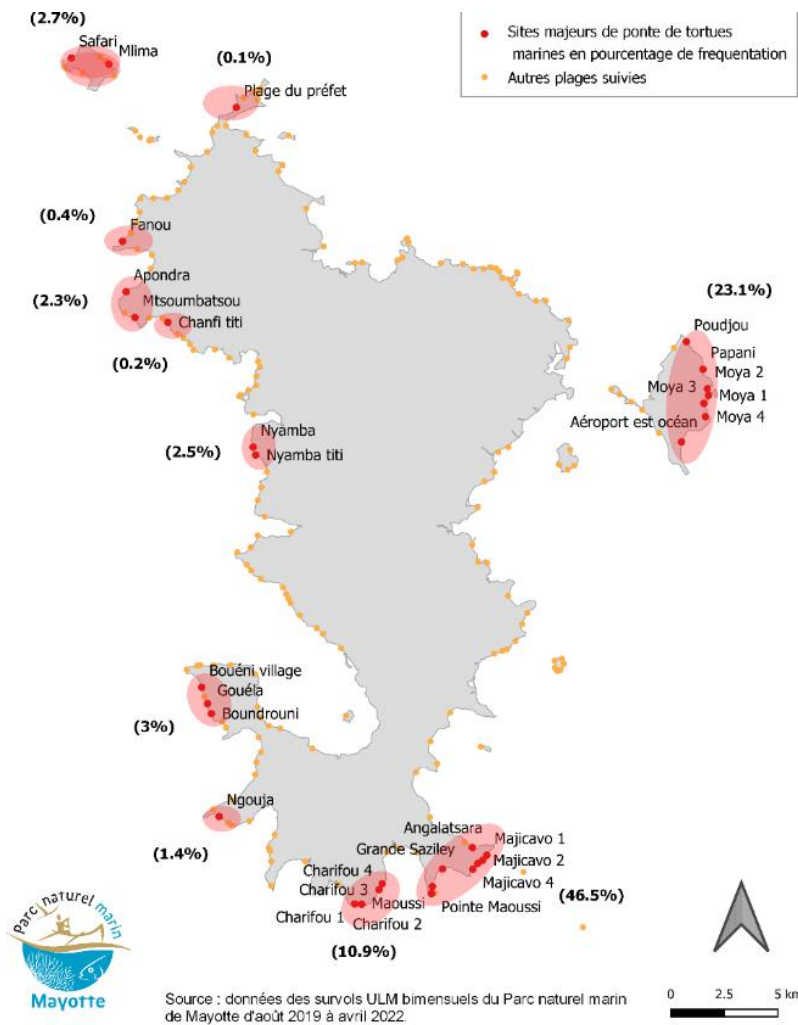 (2.7%)
Safari
Mlima
(0.1%)
Plage du préfet
Sites majeurs de ponte de tortues
marines en pourcentage de frequentation
Autres plages suivies
(0.4%)
Fanou
Apondra
(2.3%)
Mtsoumbatsou
Chanfi titi
(0.2%)
(23.1%)
Poudjou
Papani
Moya 2
Moya 3
Moya 1
Moya 4
Aéroport est océan
Nyamba
(2.5%)
Nyamba titi
Bouéni village
Gouéla
(3%)
Boundrouni
Ngouja
(1.4%)
Angalatsara
Majicavo 1
Grande Saziley
Majicavo 2
Majicavo 4
Pointe Maoussi
(46.5%)
Charifou 4
Charifou 3
Maoussi
Charifou 1
Charifou 2
(10.9%)
parc naturel marin
Mayotte
Source : données des survols ULM bimensuels du Parc naturel marin
de Mayotte d'août 2019 à avril 2022
0 2.5 5 km